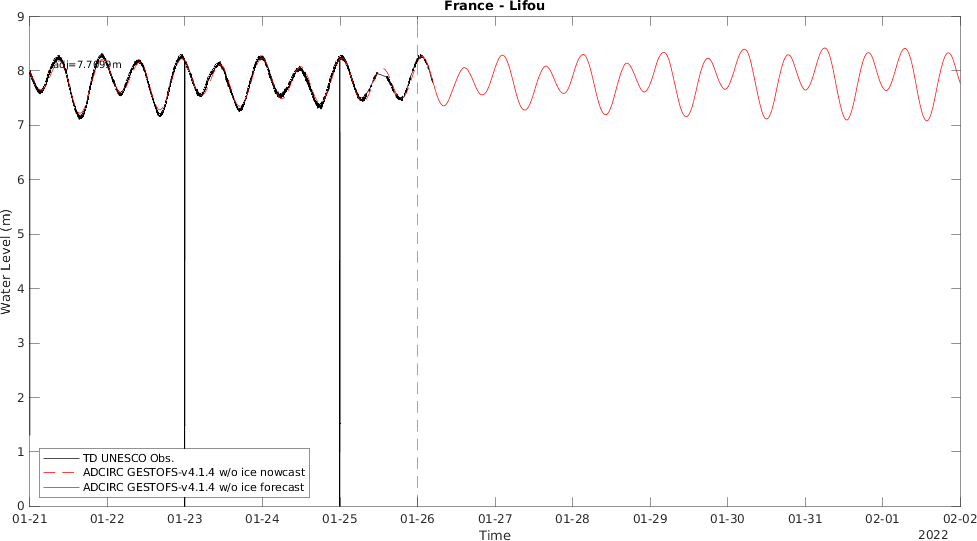 France - Lifou
9
8
7
6
5
4
3
2
1
0
Water Level (m)
TD UNESCO Obs.
ADCIRC GESTOFS-v4.1.4 w/o ice nowcast
ADCIRC GESTOFS-v4.1.4 w/o ice forecast
01-21 01-22 01-23 01-24 01-25 01-26 01-27 01-28 01-29 01-30 01-31 02-01 02-02
Time
2022